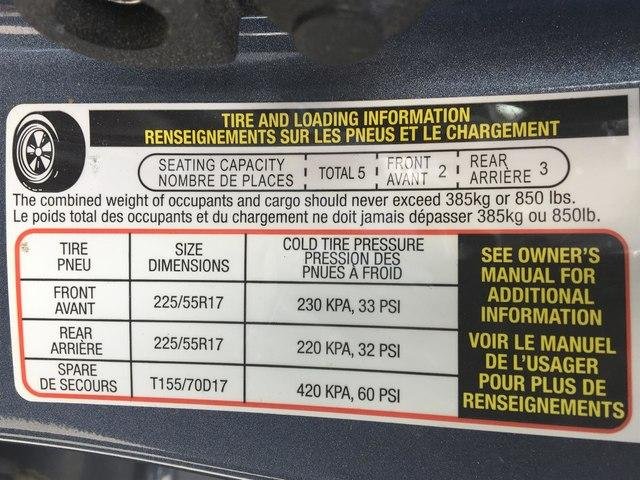 TIRE AND LOADING INFORMATION
RENSEIGNEMENTS SUR LES PNEUS ET LE CHARGEMENT
SEATING CAPACITY
NOMBRE DE PLACES
TOTAL 5
FRONT
AVANT 2
REAR
ARRIÈRE 3
The combined weight of occupants and cargo should never exceed 385kg or 850 lbs.
Le poids total des occupants et du chargement ne doit jamais dépasser 385kg ou 850lb.
TIRE
PNEU
SIZE
DIMENSIONS
COLD TIRE PRESSURE
PRESSION DES
PNUES À FROID
FRONT
AVANT
225/55R17
230 KPA, 33 PSI
REAR
ARRIÈRE
225/55R17
220 KPA, 32 PSI
SPARE
DE SECOURS
T155/70D17
420 KPA, 60 PSI
SEE OWNER'S
MANUAL FOR
ADDITIONAL
INFORMATION
VOIR LE MANUEL
DE L'USAGER
POUR PLUS DE
RENSEIGNEMENTS